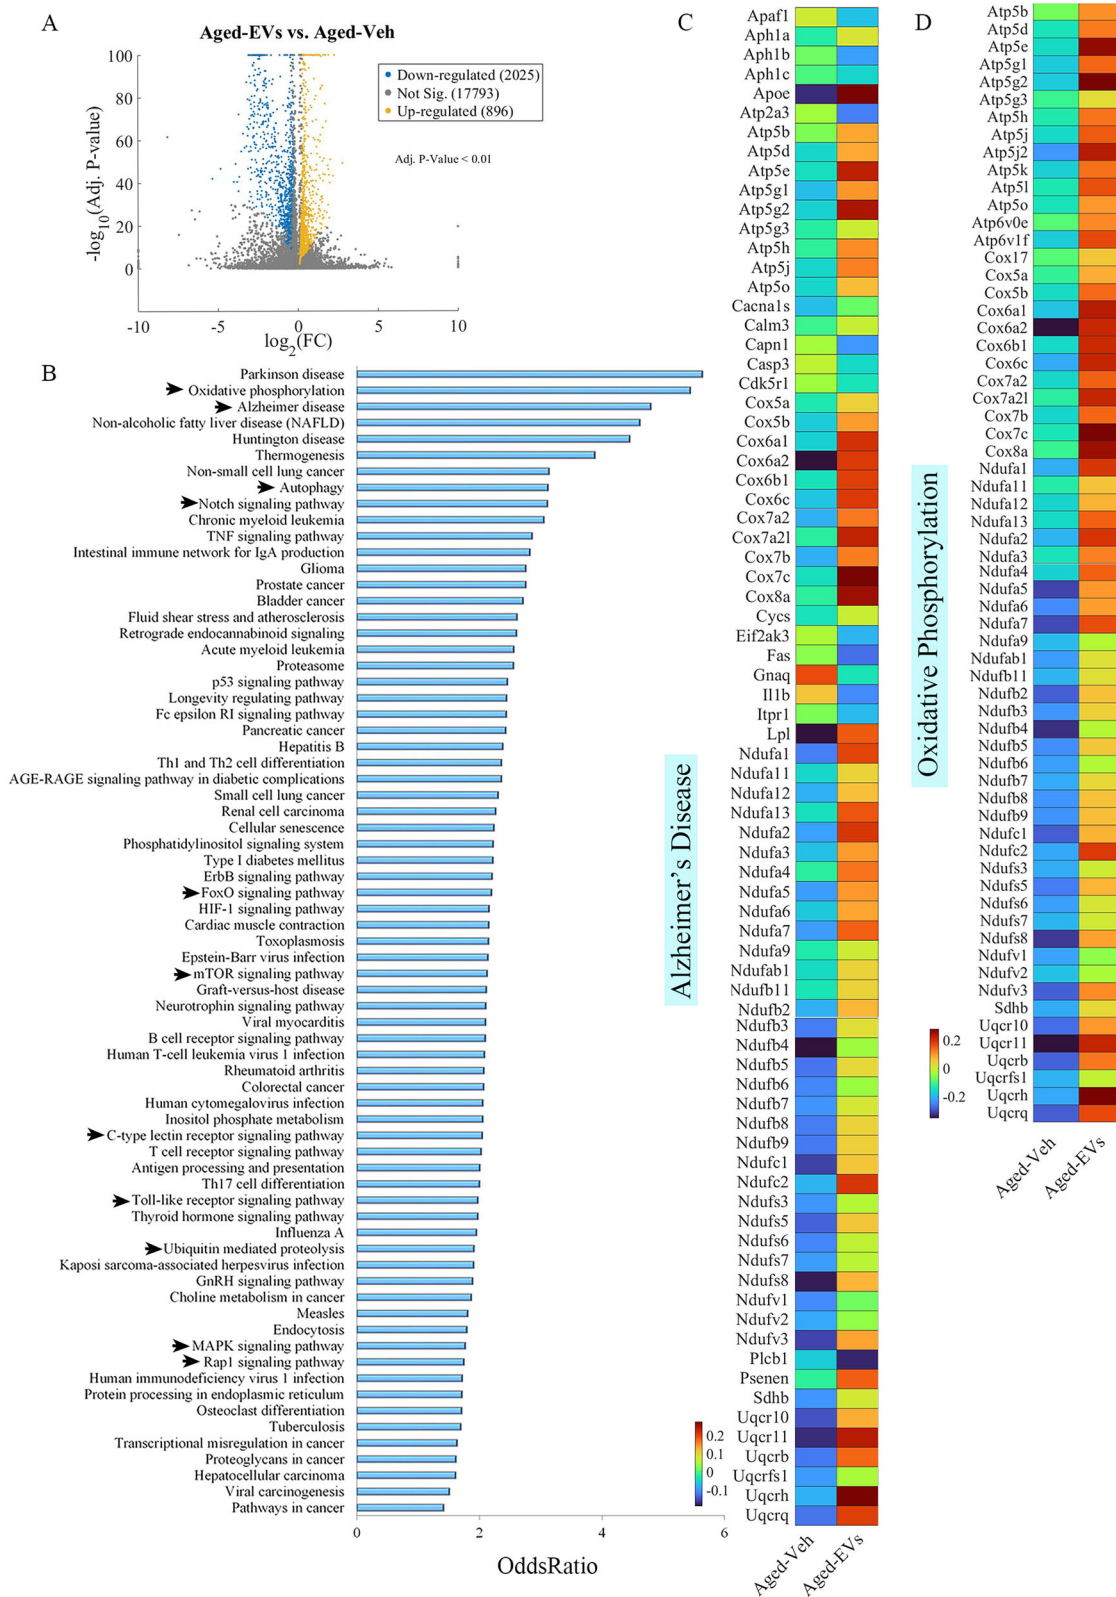 A
Aged-EVs vs. Aged-Veh
-log10(Adj. P-value)
100
80
60
40
20
0
-10
-5
0
5
10
log2(FC)
Down-regulated (2025)
Not Sig. (17793)
Up-regulated (896)
Adj. P-Value < 0.01
B
Parkinson disease
Oxidative phosphorylation
Alzheimer disease
Non-alcoholic fatty liver disease (NAFLD)
Huntington disease
Thermogenesis
Non-small cell lung cancer
Autophagy
Notch signaling pathway
Chronic myeloid leukemia
TNF signaling pathway
Intestinal immune network for IgA production
Glioma
Prostate cancer
Bladder cancer
Fluid shear stress and atherosclerosis
Retrograde endocannabinoid signaling
Acute myeloid leukemia
Proteasome
p53 signaling pathway
Longevity regulating pathway
Fc epsilon RI signaling pathway
Pancreatic cancer
Hepatitis B
Th1 and Th2 cell differentiation
AGE-RAGE signaling pathway in diabetic complications
Small cell lung cancer
Renal cell carcinoma
Cellular senescence
Phosphatidylinositol signaling system
Type I diabetes mellitus
ErbB signaling pathway
FoxO signaling pathway
HIF-1 signaling pathway
Cardiac muscle contraction
Toxoplasmosis
Epstein-Barr virus infection
mTOR signaling pathway
Graft-versus-host disease
Neurotrophin signaling pathway
Viral myocarditis
B cell receptor signaling pathway
Human T-cell leukemia virus 1 infection
Rheumatoid arthritis
Colorectal cancer
Human cytomegalovirus infection
Inositol phosphate metabolism
C-type lectin receptor signaling pathway
T cell receptor signaling pathway
Antigen processing and presentation
Th17 cell differentiation
Toll-like receptor signaling pathway
Thyroid hormone signaling pathway
Influenza A
Ubiquitin mediated proteolysis
Kaposi sarcoma-associated herpesvirus infection
GnRH signaling pathway
Choline metabolism in cancer
Measles
Endocytosis
MAPK signaling pathway
Rap1 signaling pathway
Human immunodeficiency virus 1 infection
Protein processing in endoplasmic reticulum
Osteoclast differentiation
Tuberculosis
Transcriptional misregulation in cancer
Proteoglycans in cancer
Hepatocellular carcinoma
Viral carcinogenesis
Pathways in cancer
0
2
4
6
OddsRatio
C
Alzheimer's Disease
Apaf1
Aph1a
Aph1b
Aph1c
Apoe
Atp2a3
Atp5b
Atp5d
Atp5e
Atp5g1
Atp5g2
Atp5g3
Atp5h
Atp5j
Atp5o
Cacna1s
Calm3
Capn1
Casp3
Cdk5r1
Cox5a
Cox5b
Cox6a1
Cox6a2
Cox6b1
Cox6c
Cox7a2
Cox7a2l
Cox7b
Cox7c
Cox8a
Cycs
Eif2ak3
Fas
Gnaq
Il1b
Itpr1
Lpl
Ndufa1
Ndufa11
Ndufa12
Ndufa13
Ndufa2
Ndufa3
Ndufa4
Ndufa5
Ndufa6
Ndufa7
Ndufa9
Ndufab1
Ndufb11
Ndufb2
Ndufb3
Ndufb4
Ndufb5
Ndufb6
Ndufb7
Ndufb8
Ndufb9
Ndufc1
Ndufc2
Ndufs3
Ndufs5
Ndufs6
Ndufs7
Ndufs8
Ndufv1
Ndufv2
Ndufv3
Plcb1
Psenen
Sdhb
Uqcr10
Uqcr11
Uqcrb
Uqcrfs1
Uqcrh
Uqcrq
0.2
0.1
0
-0.1
Aged-Veh
Aged-EVs
D
Oxidative Phosphorylation
Atp5b
Atp5d
Atp5e
Atp5g1
Atp5g2
Atp5g3
Atp5h
Atp5j
Atp5j2
Atp5k
Atp5l
Atp5o
Atp6v0e
Atp6v1f
Cox17
Cox5a
Cox5b
Cox6a1
Cox6a2
Cox6b1
Cox6c
Cox7a2
Cox7a2l
Cox7b
Cox7c
Cox8a
Ndufa1
Ndufa11
Ndufa12
Ndufa13
Ndufa2
Ndufa3
Ndufa4
Ndufa5
Ndufa6
Ndufa7
Ndufa9
Ndufab1
Ndufb11
Ndufb2
Ndufb3
Ndufb4
Ndufb5
Ndufb6
Ndufb7
Ndufb8
Ndufb9
Ndufc1
Ndufc2
Ndufs3
Ndufs5
Ndufs6
Ndufs7
Ndufs8
Ndufv1
Ndufv2
Ndufv3
Sdhb
Uqcr10
Uqcr11
Uqcrb
Uqcrfs1
Uqcrh
Uqcrq
0.2
0
-0.2
Aged-Veh
Aged-EVs